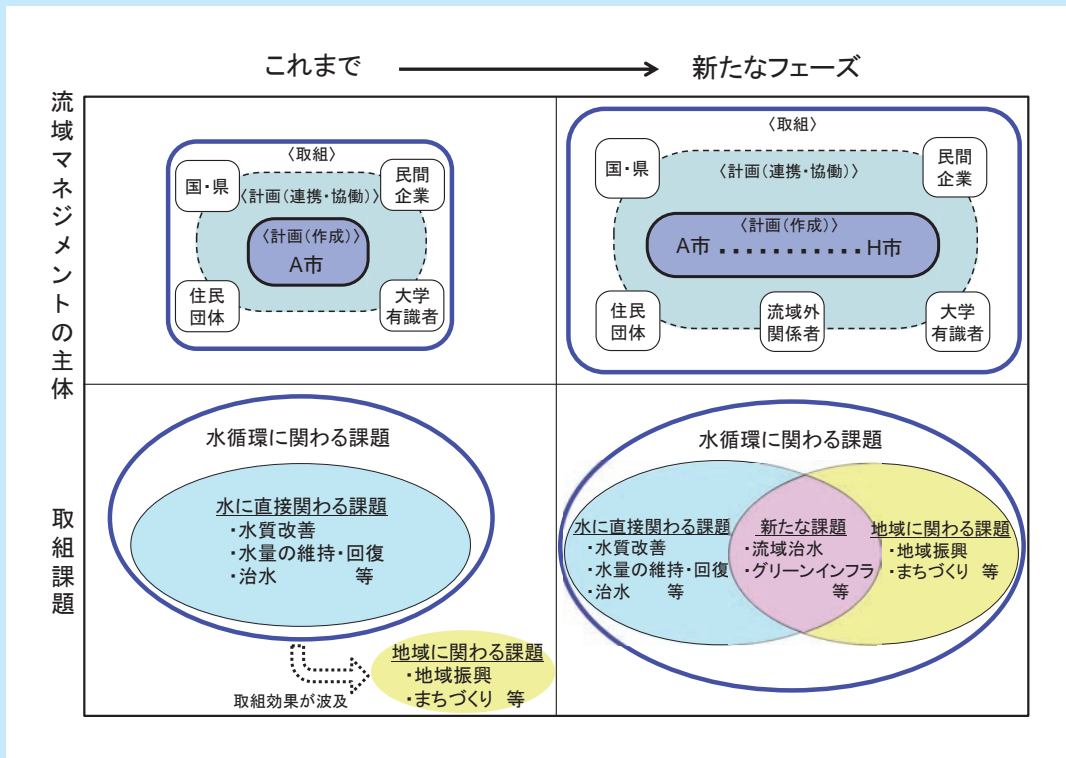 これまで
新たなフェーズ
流域マネジメントの主体
〈取組〉
国・県
民間
企業
〈計画(連携・協働)〉
〈計画(作成)〉
A市
住民
団体
大学
有識者
〈取組〉
国・県
民間
企業
〈計画(連携・協働)〉
〈計画(作成)〉
A市 ・・・・・・・・・・・ H市
住民
団体
流域外
関係者
大学
有識者
取組課題
水循環に関わる課題
水に直接関わる課題
・水質改善
・水量の維持・回復
・治水 等
取組効果が波及
地域に関わる課題
・地域振興
・まちづくり 等
水循環に関わる課題
水に直接関わる課題
・水質改善
・水量の維持・回復
・治水 等
新たな課題
・流域治水
・グリーンインフラ
等
地域に関わる課題
・地域振興
・まちづくり 等